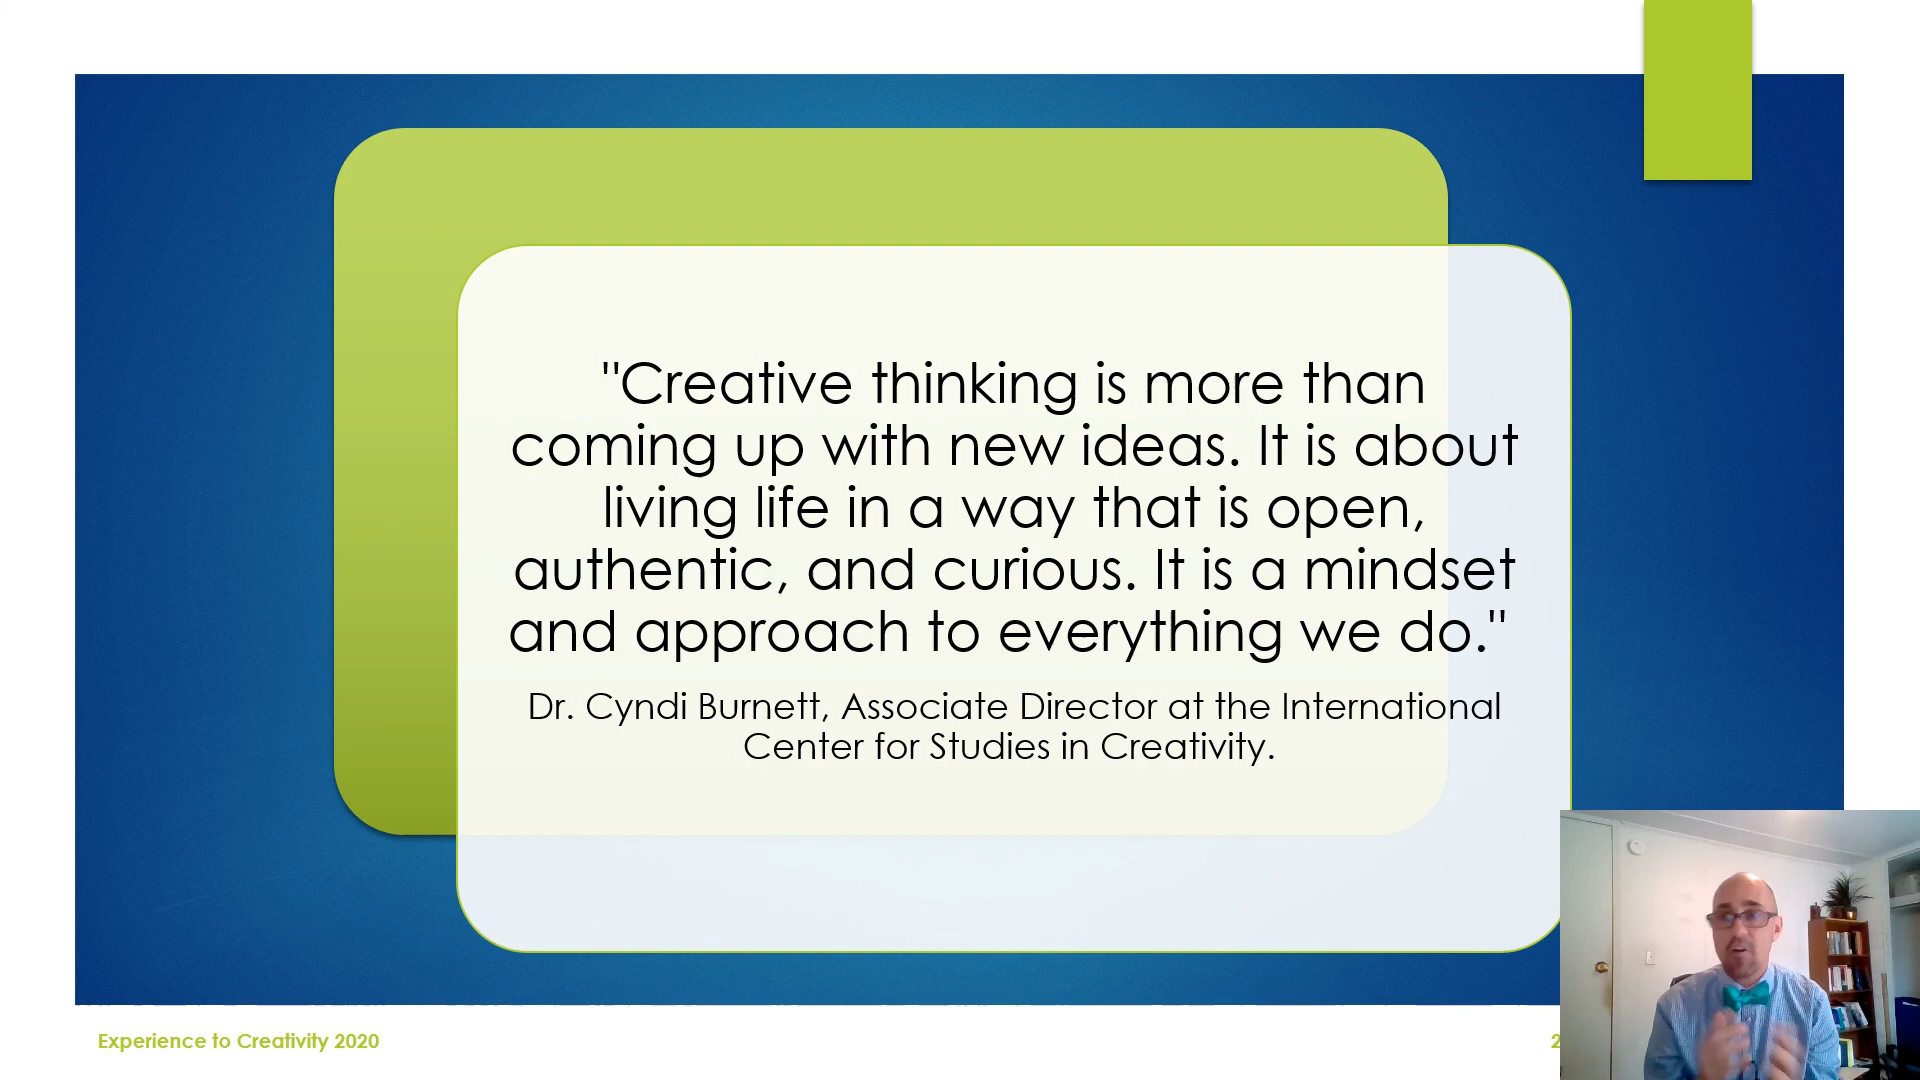 "Creative thinking is more than
coming up with new ideas. It is about
living life in a way that is open,
authentic, and curious. It is a mindset
and approach to everything we do."
Dr. Cyndi Burnett, Associate Director at the International
Center for Studies in Creativity.
Experience to Creativity 2020